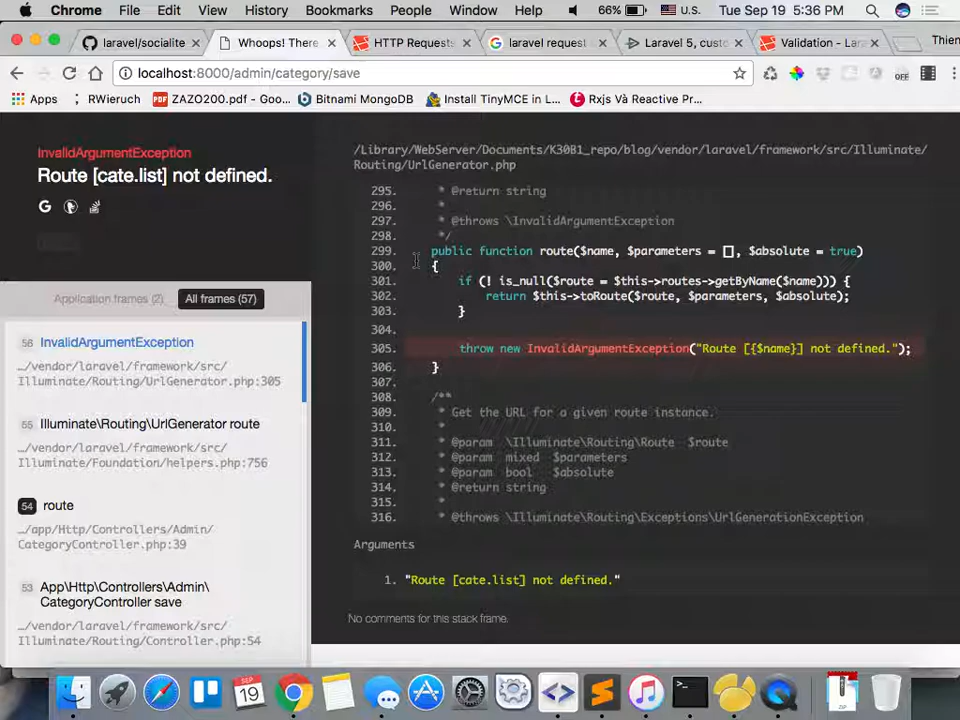 Chrome File Edit View History Bookmarks People Window Help 66% U.S. Tue Sep 19 5:36 PM
laravel/socialite Whoops! There HTTP Requests laravel request Laravel 5, custo Validation - Lara Thien
localhost:8000/admin/category/save OFF
Apps RWieruch ZAZO200.pdf - Goo... Bitnami MongoDB Install TinyMCE in L... Rxjs Và Reactive Pr...
InvalidArgumentException
Route [cate.list] not defined.
Application frames (2) All frames (57)
56 InvalidArgumentException
…/vendor/laravel/framework/src/
Illuminate/Routing/UrlGenerator.php:305
55 Illuminate\Routing\UrlGenerator route
…/vendor/laravel/framework/src/
Illuminate/Foundation/helpers.php:756
54 route
…/app/Http/Controllers/Admin/
CategoryController.php:39
53 App\Http\Controllers\Admin\
CategoryController save
…/vendor/laravel/framework/src/
Illuminate/Routing/Controller.php:54
/Library/WebServer/Documents/K30B1_repo/blog/vendor/laravel/framework/src/Illuminate/
Routing/UrlGenerator.php
295. * @return string
296. *
297. * @throws \InvalidArgumentException
298. */
299. public function route($name, $parameters = [], $absolute = true)
300. {
301. if (! is_null($route = $this->routes->getByName($name))) {
302. return $this->toRoute($route, $parameters, $absolute);
303. }
304.
305. throw new InvalidArgumentException("Route [{$name}] not defined.");
306. }
307.
308. /**
309. * Get the URL for a given route instance.
310. *
311. * @param \Illuminate\Routing\Route $route
312. * @param mixed $parameters
313. * @param bool $absolute
314. * @return string
315. *
316. * @throws \Illuminate\Routing\Exceptions\UrlGenerationException
Arguments
1. "Route [cate.list] not defined."
No comments for this stack frame.
SEP
19
ZIP